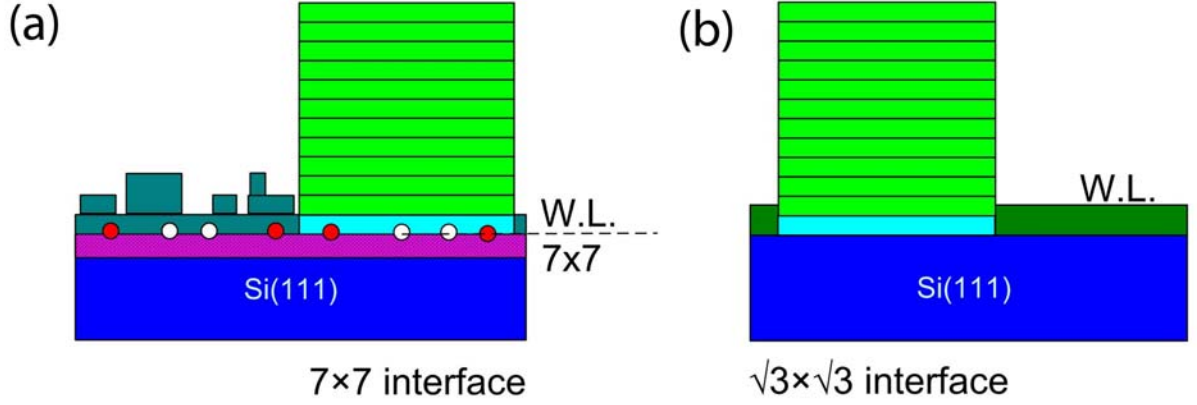 (a)
W.L.
7x7
Si(111)
7×7 interface
(b)
W.L.
Si(111)
√3×√3 interface